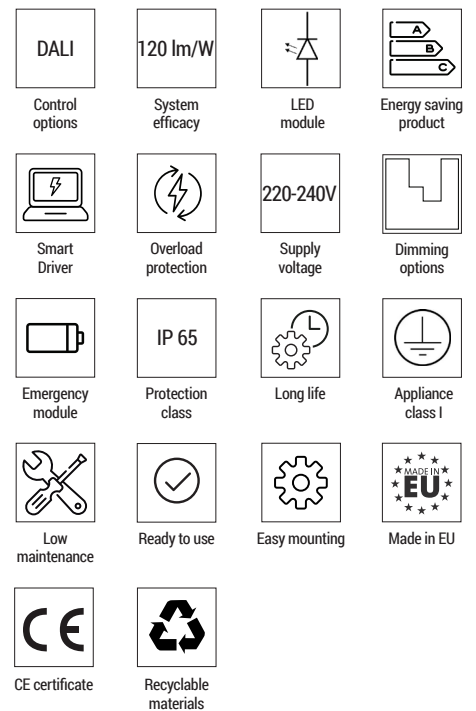 DALI
120 lm/W
A
B
C
Control
options
System
efficacy
LED
module
Energy saving
product
220-240V
Smart
Driver
Overload
protection
Supply
voltage
Dimming
options
IP 65
Emergency
module
Protection
class
Long life
Appliance
class I
MADE IN
EU
Low
maintenance
Ready to use
Easy mounting
Made in EU
CE
CE certificate
Recyclable
materials